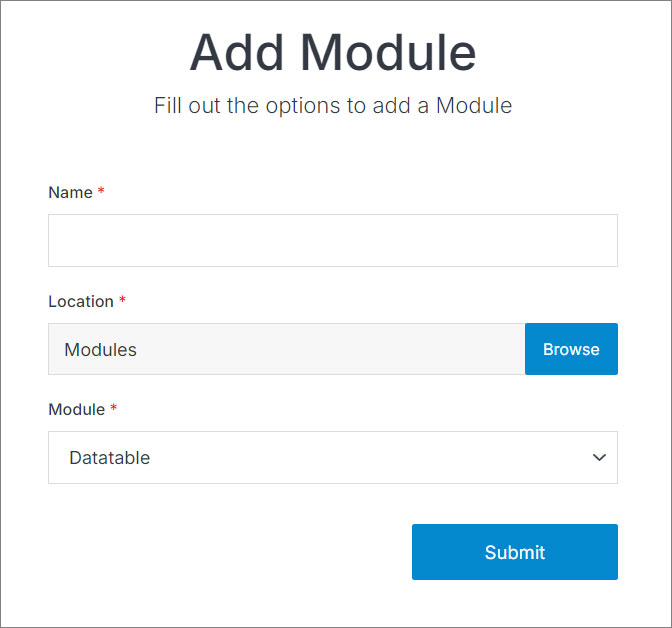 Add Module
Fill out the options to add a Module
Name *
Location *
Modules
Browse
Module *
Datatable
Submit